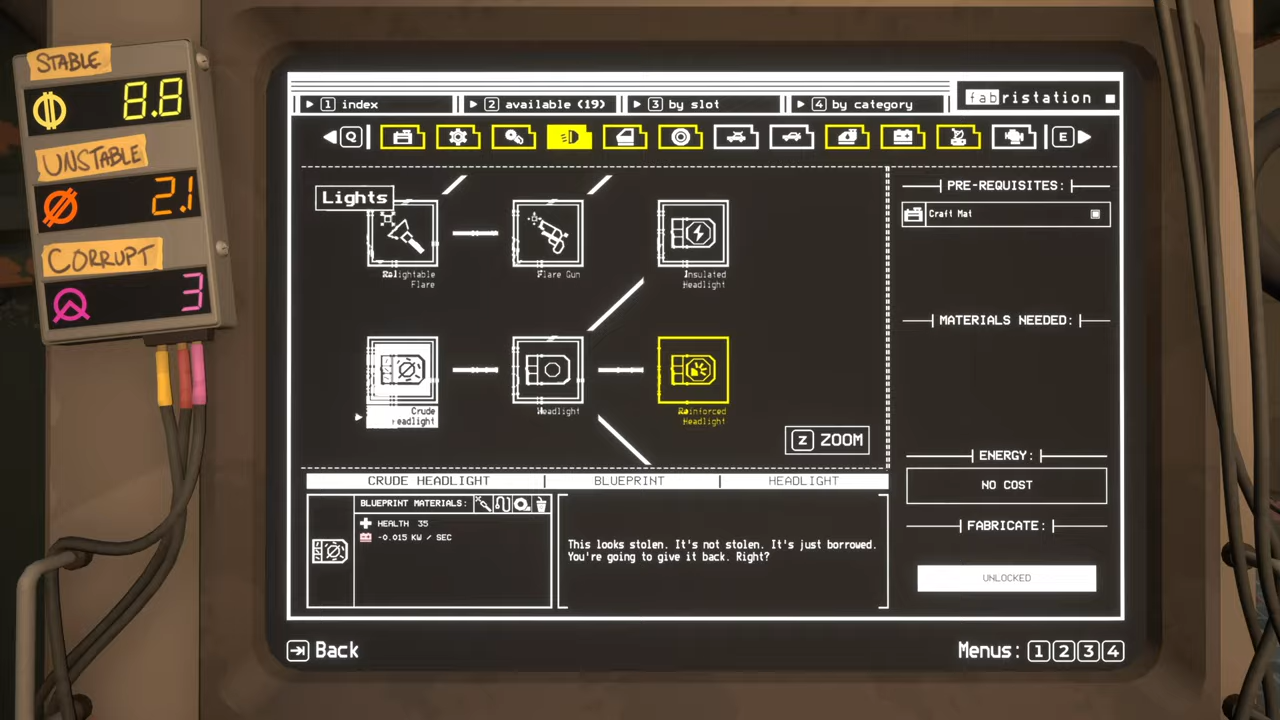 STABLE
8.8
UNSTABLE
2.1
CORRUPT
3
1 index
2 available (19)
3 by slot
4 by category
fabristation
Q
E
Lights
Relightable
Flare
Flare Gun
Insulated
Headlight
Crude
Headlight
Headlight
Reinforced
Headlight
Z ZOOM
PRE-REQUISITES:
Craft Mat
MATERIALS NEEDED:
ENERGY:
NO COST
FABRICATE:
UNLOCKED
CRUDE HEADLIGHT
BLUEPRINT
HEADLIGHT
BLUEPRINT MATERIALS:
HEALTH 35
-0.015 KW / SEC
This looks stolen. It's not stolen. It's just borrowed.
You're going to give it back. Right?
Back
Menus: 1 2 3 4